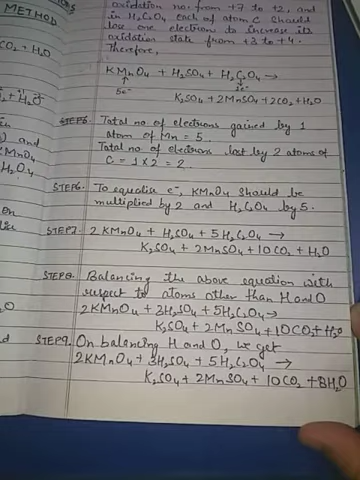 METHOD
oxidation no. from +7 to +2, and
in H2C2O4 each of atom C should
lose one electrons to increase its
oxidation state from +3 to +4.
Therefore,
KMnO4 + H2SO4 + H2C2O4 →
↑
5e⁻
2e⁻
K2SO4 + 2MnSO4 + 2CO2 + H2O
STEP5. Total no of electrons gained by 1
atom of Mn = 5.
Total no of electrons lost by 2 atoms of
C = 1 × 2 = 2.
STEP6. To equalise e⁻, KMnO4 should be
multiplied by 2 and H2C2O4 by 5.
STEP7. 2KMnO4 + H2SO4 + 5H2C2O4 →
K2SO4 + 2MnSO4 + 10CO2 + H2O
STEP8. Balancing the above equation with
respect to atoms other than H and O
2KMnO4 + 3H2SO4 + 5H2C2O4 →
K2SO4 + 2MnSO4 + 10CO2 + H2O
STEP9. On balancing H and O, we get
2KMnO4 + 3H2SO4 + 5H2C2O4 →
K2SO4 + 2MnSO4 + 10CO2 + 8H2O